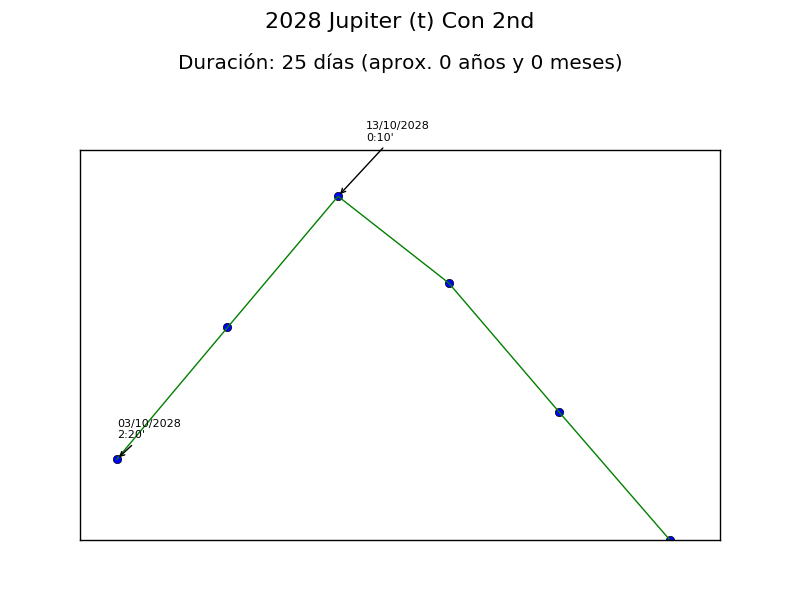 2028 Jupiter (t) Con 2nd
Duración: 25 días (aprox. 0 años y 0 meses)
13/10/2028
0:10'
03/10/2028
2:20'